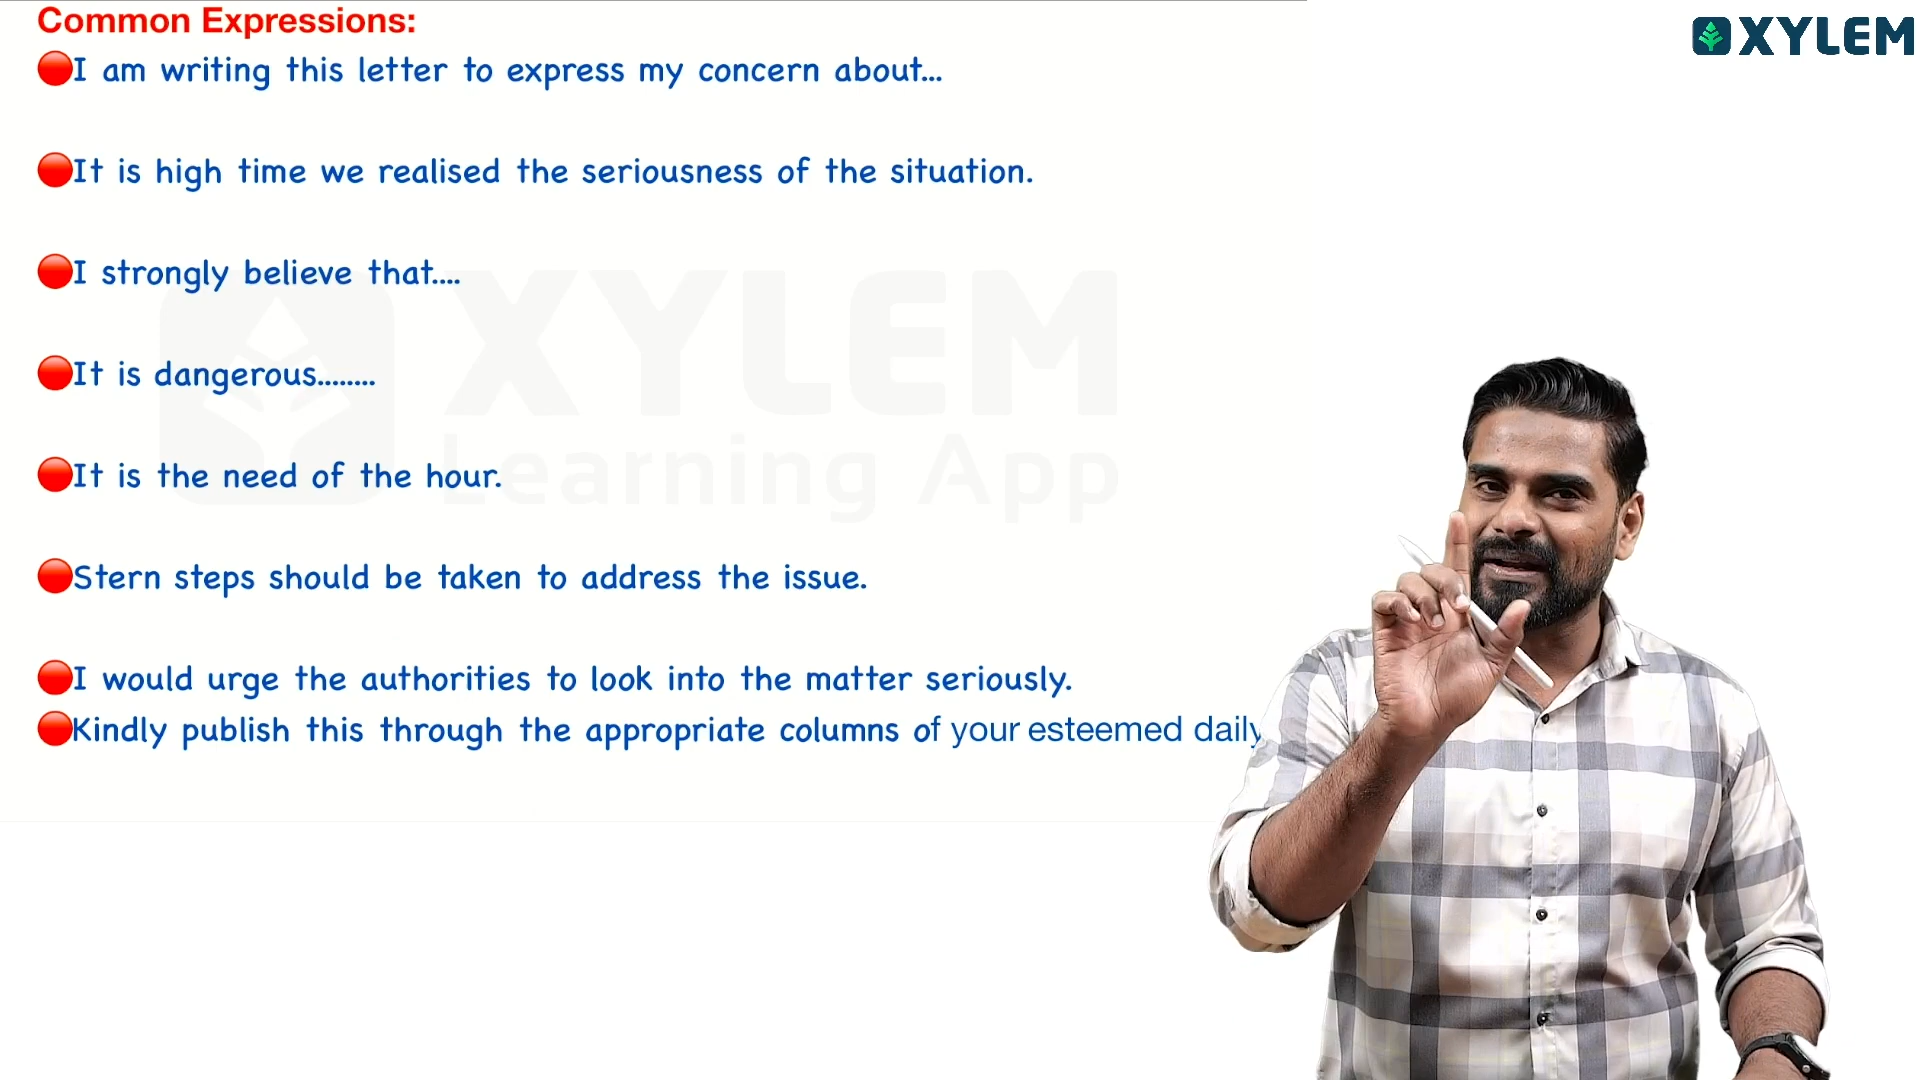 Common Expressions:
XYLEM
🔴I am writing this letter to express my concern about...
🔴It is high time we realised the seriousness of the situation.
🔴I strongly believe that....
🔴It is dangerous........
🔴It is the need of the hour.
🔴Stern steps should be taken to address the issue.
🔴I would urge the authorities to look into the matter seriously.
🔴Kindly publish this through the appropriate columns of your esteemed daily
XYLEM
Learning App